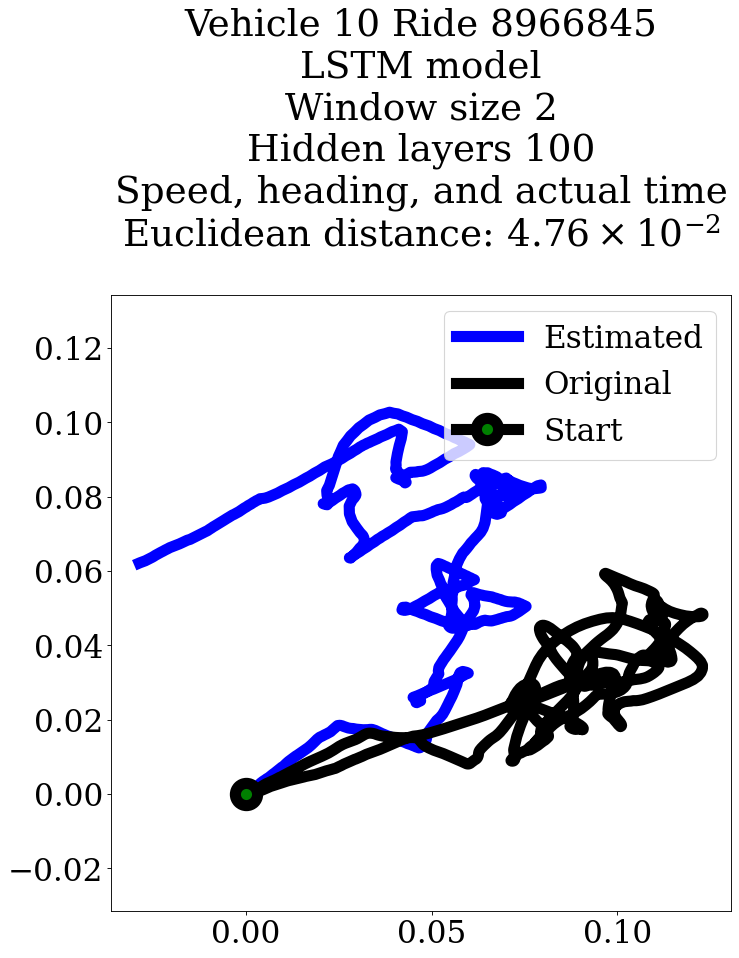 Vehicle 10 Ride 8966845
LSTM model
Window size 2
Hidden layers 100
Speed, heading, and actual time
Euclidean distance: 4.76 × 10⁻²
Estimated
Original
Start
0.12
0.10
0.08
0.06
0.04
0.02
0.00
−0.02
0.00 0.05 0.10